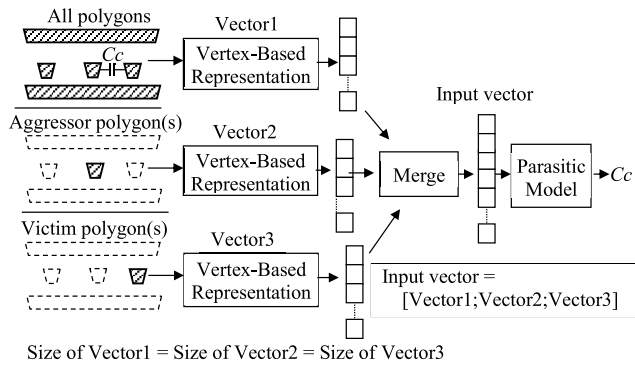 All polygons
Cc
Vector1
Vertex-Based
Representation
Aggressor polygon(s)
Vector2
Vertex-Based
Representation
Victim polygon(s)
Vector3
Vertex-Based
Representation
Merge
Input vector
Parasitic
Model
Cc
Input vector =
[Vector1;Vector2;Vector3]
Size of Vector1 = Size of Vector2 = Size of Vector3